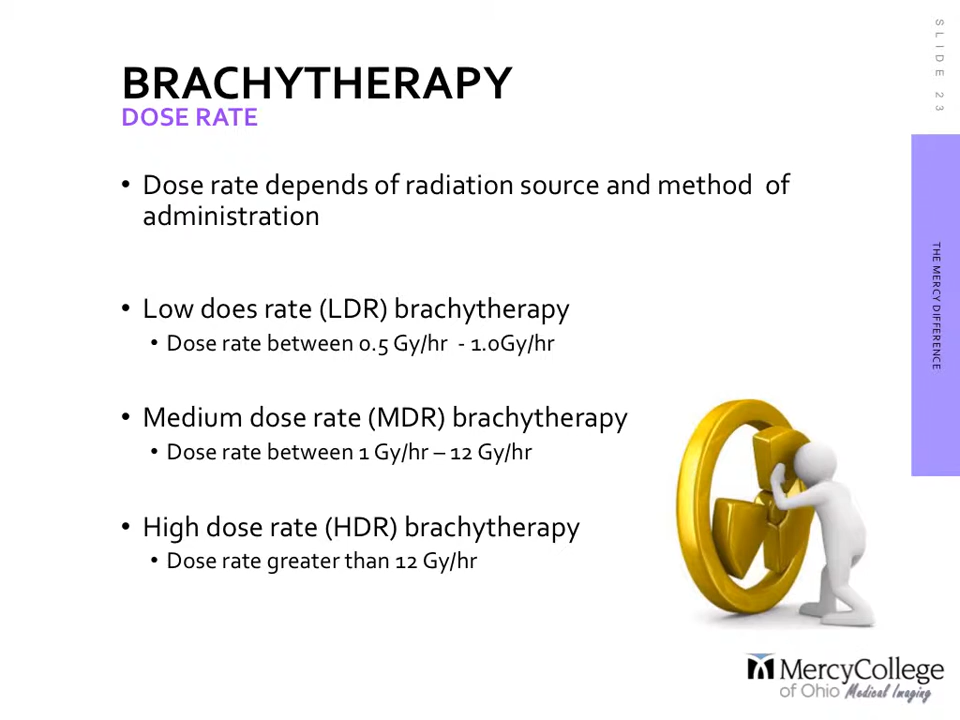 SLIDE 23
BRACHYTHERAPY
DOSE RATE
• Dose rate depends of radiation source and method  of
administration
• Low does rate (LDR) brachytherapy
• Dose rate between 0.5 Gy/hr  - 1.0Gy/hr
• Medium dose rate (MDR) brachytherapy
• Dose rate between 1 Gy/hr – 12 Gy/hr
• High dose rate (HDR) brachytherapy
• Dose rate greater than 12 Gy/hr
THE MERCY DIFFERENCE
MercyCollege
of Ohio Medical Imaging